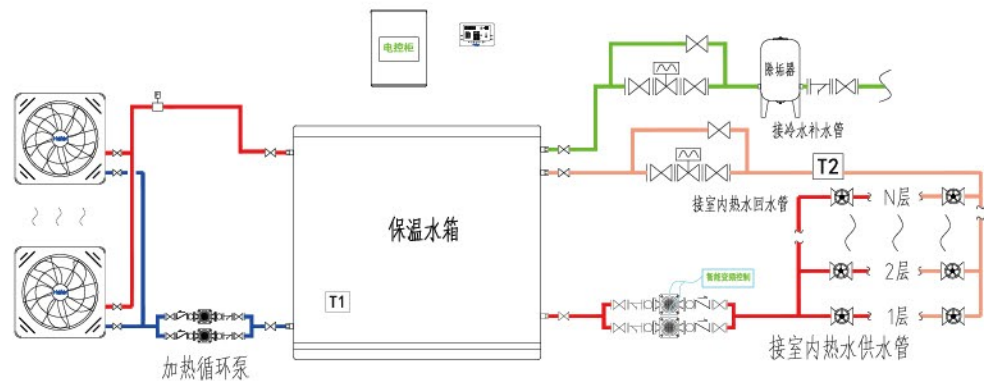 电控柜
除垢器
接冷水补水管
T2
接室内热水回水管
N层
保温水箱
智能变频控制
2层
T1
1层
接室内热水供水管
加热循环泵